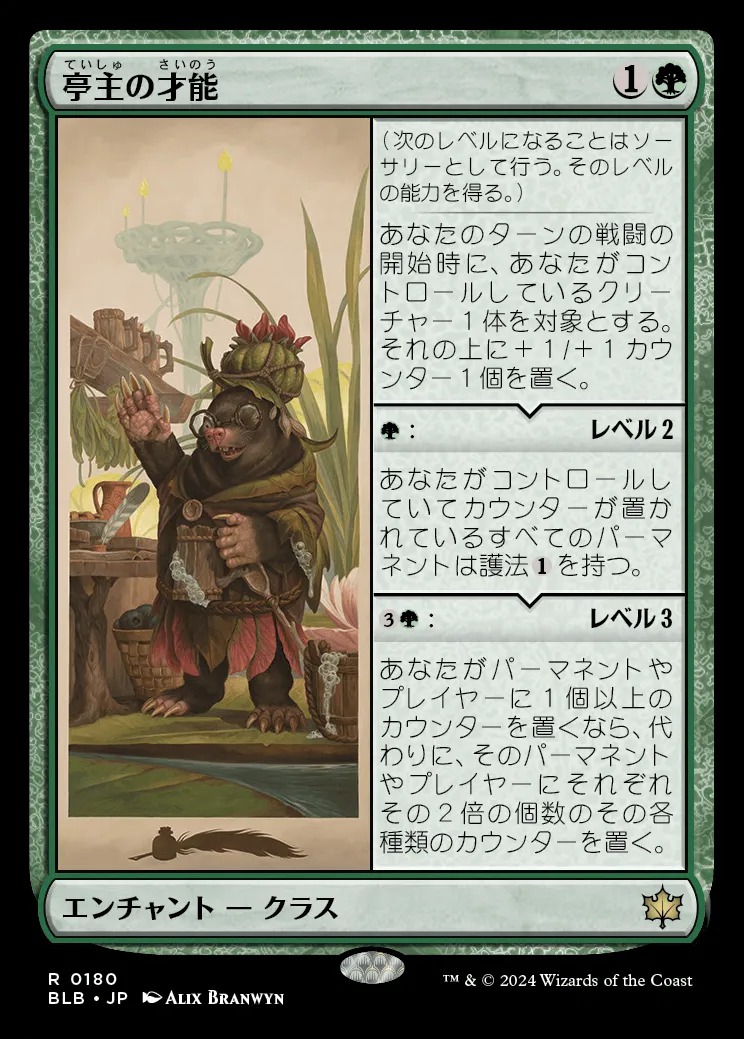 ていしゅ さいのう
亭主の才能
1
(次のレベルになることはソー
サリーとして行う。そのレベル
の能力を得る。)
あなたのターンの戦闘の
開始時に、あなたがコン
トロールしているクリー
チャー１体を対象とする。
それの上に＋１/＋１カウ
ンター１個を置く。
： レベル2
あなたがコントロールし
ていてカウンターが置か
れているすべてのパーマ
ネントは護法 1 を持つ。
3 ： レベル3
あなたがパーマネントや
プレイヤーに１個以上の
カウンターを置くなら、代
わりに、そのパーマネント
やプレイヤーにそれぞれ
その２倍の個数のその各
種類のカウンターを置く。
エンチャント — クラス
R 0180
BLB • JP ALIX BRANWYN
™ & © 2024 Wizards of the Coast